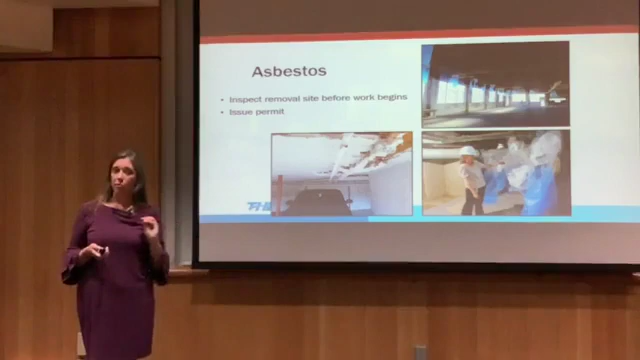 Asbestos
• Inspect removal site before work begins
• Issue permit